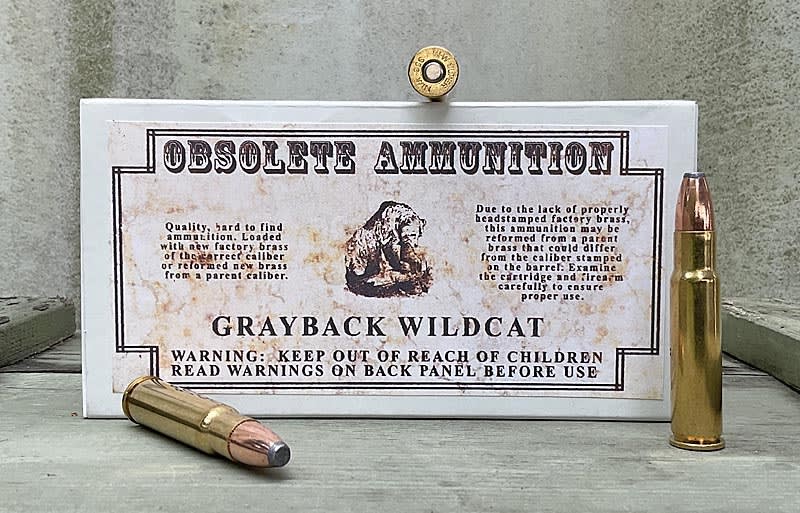 OBSOLETE AMMUNITION
Quality, hard to find
ammunition. Loaded
with new factory brass
of the correct caliber
or reformed new brass
from a parent caliber.
Due to the lack of properly
headstamped factory brass,
this ammunition may be
reformed from a parent
brass that could differ
from the caliber stamped
on the barrel. Examine
the cartridge and firearm
carefully to ensure
proper use.
GRAYBACK WILDCAT
WARNING: KEEP OUT OF REACH OF CHILDREN
READ WARNINGS ON BACK PANEL BEFORE USE